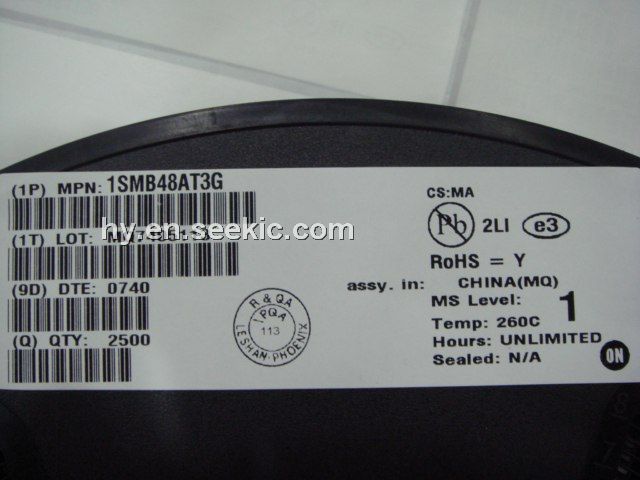 (1P) MPN: 1SMB48AT3G
hy.en.seekic.com
(1T) LOT:
(9D) DTE: 0740
(Q) QTY: 2500
R & QA
PQA
113
LESHAN-PHOENIX
CS:MA
Pb 2LI e3
RoHS = Y
assy. in: CHINA(MQ)
MS Level: 1
Temp: 260C
Hours: UNLIMITED
Sealed: N/A
ON